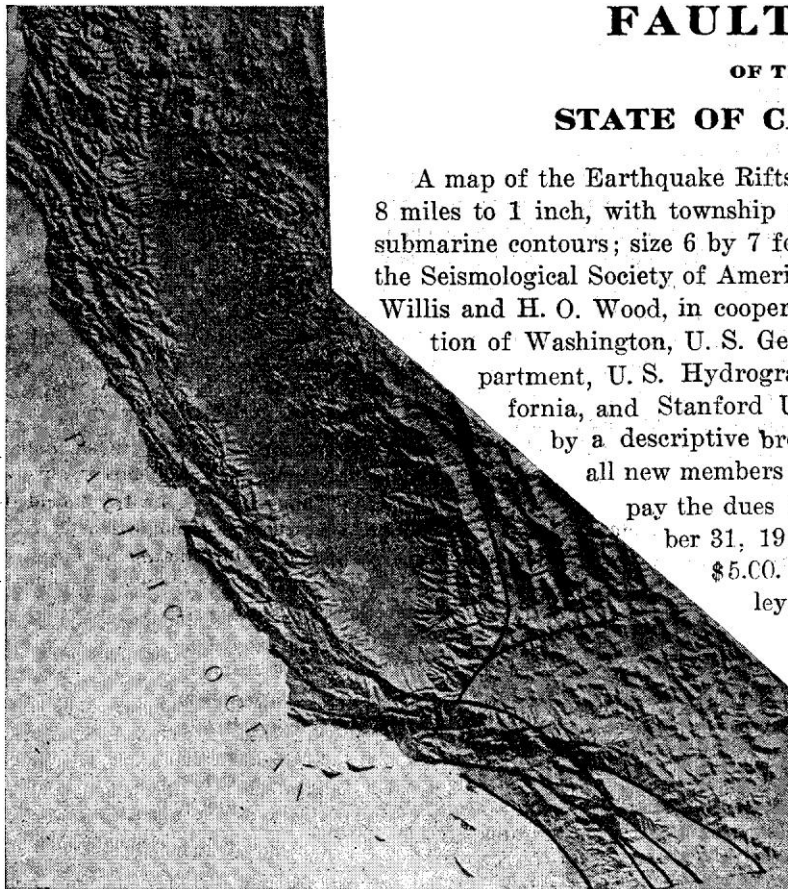 FAULT
OF T
STATE OF CA
A map of the Earthquake Rifts
8 miles to 1 inch, with township
submarine contours; size 6 by 7 fe
the Seismological Society of Ameri
Willis and H. O. Wood, in cooper
tion of Washington, U. S. Ge
partment, U. S. Hydrogra
fornia, and Stanford U
by a descriptive bro
all new members
pay the dues
ber 31, 19
$5.00.
ley
PACIFIC OCEAN